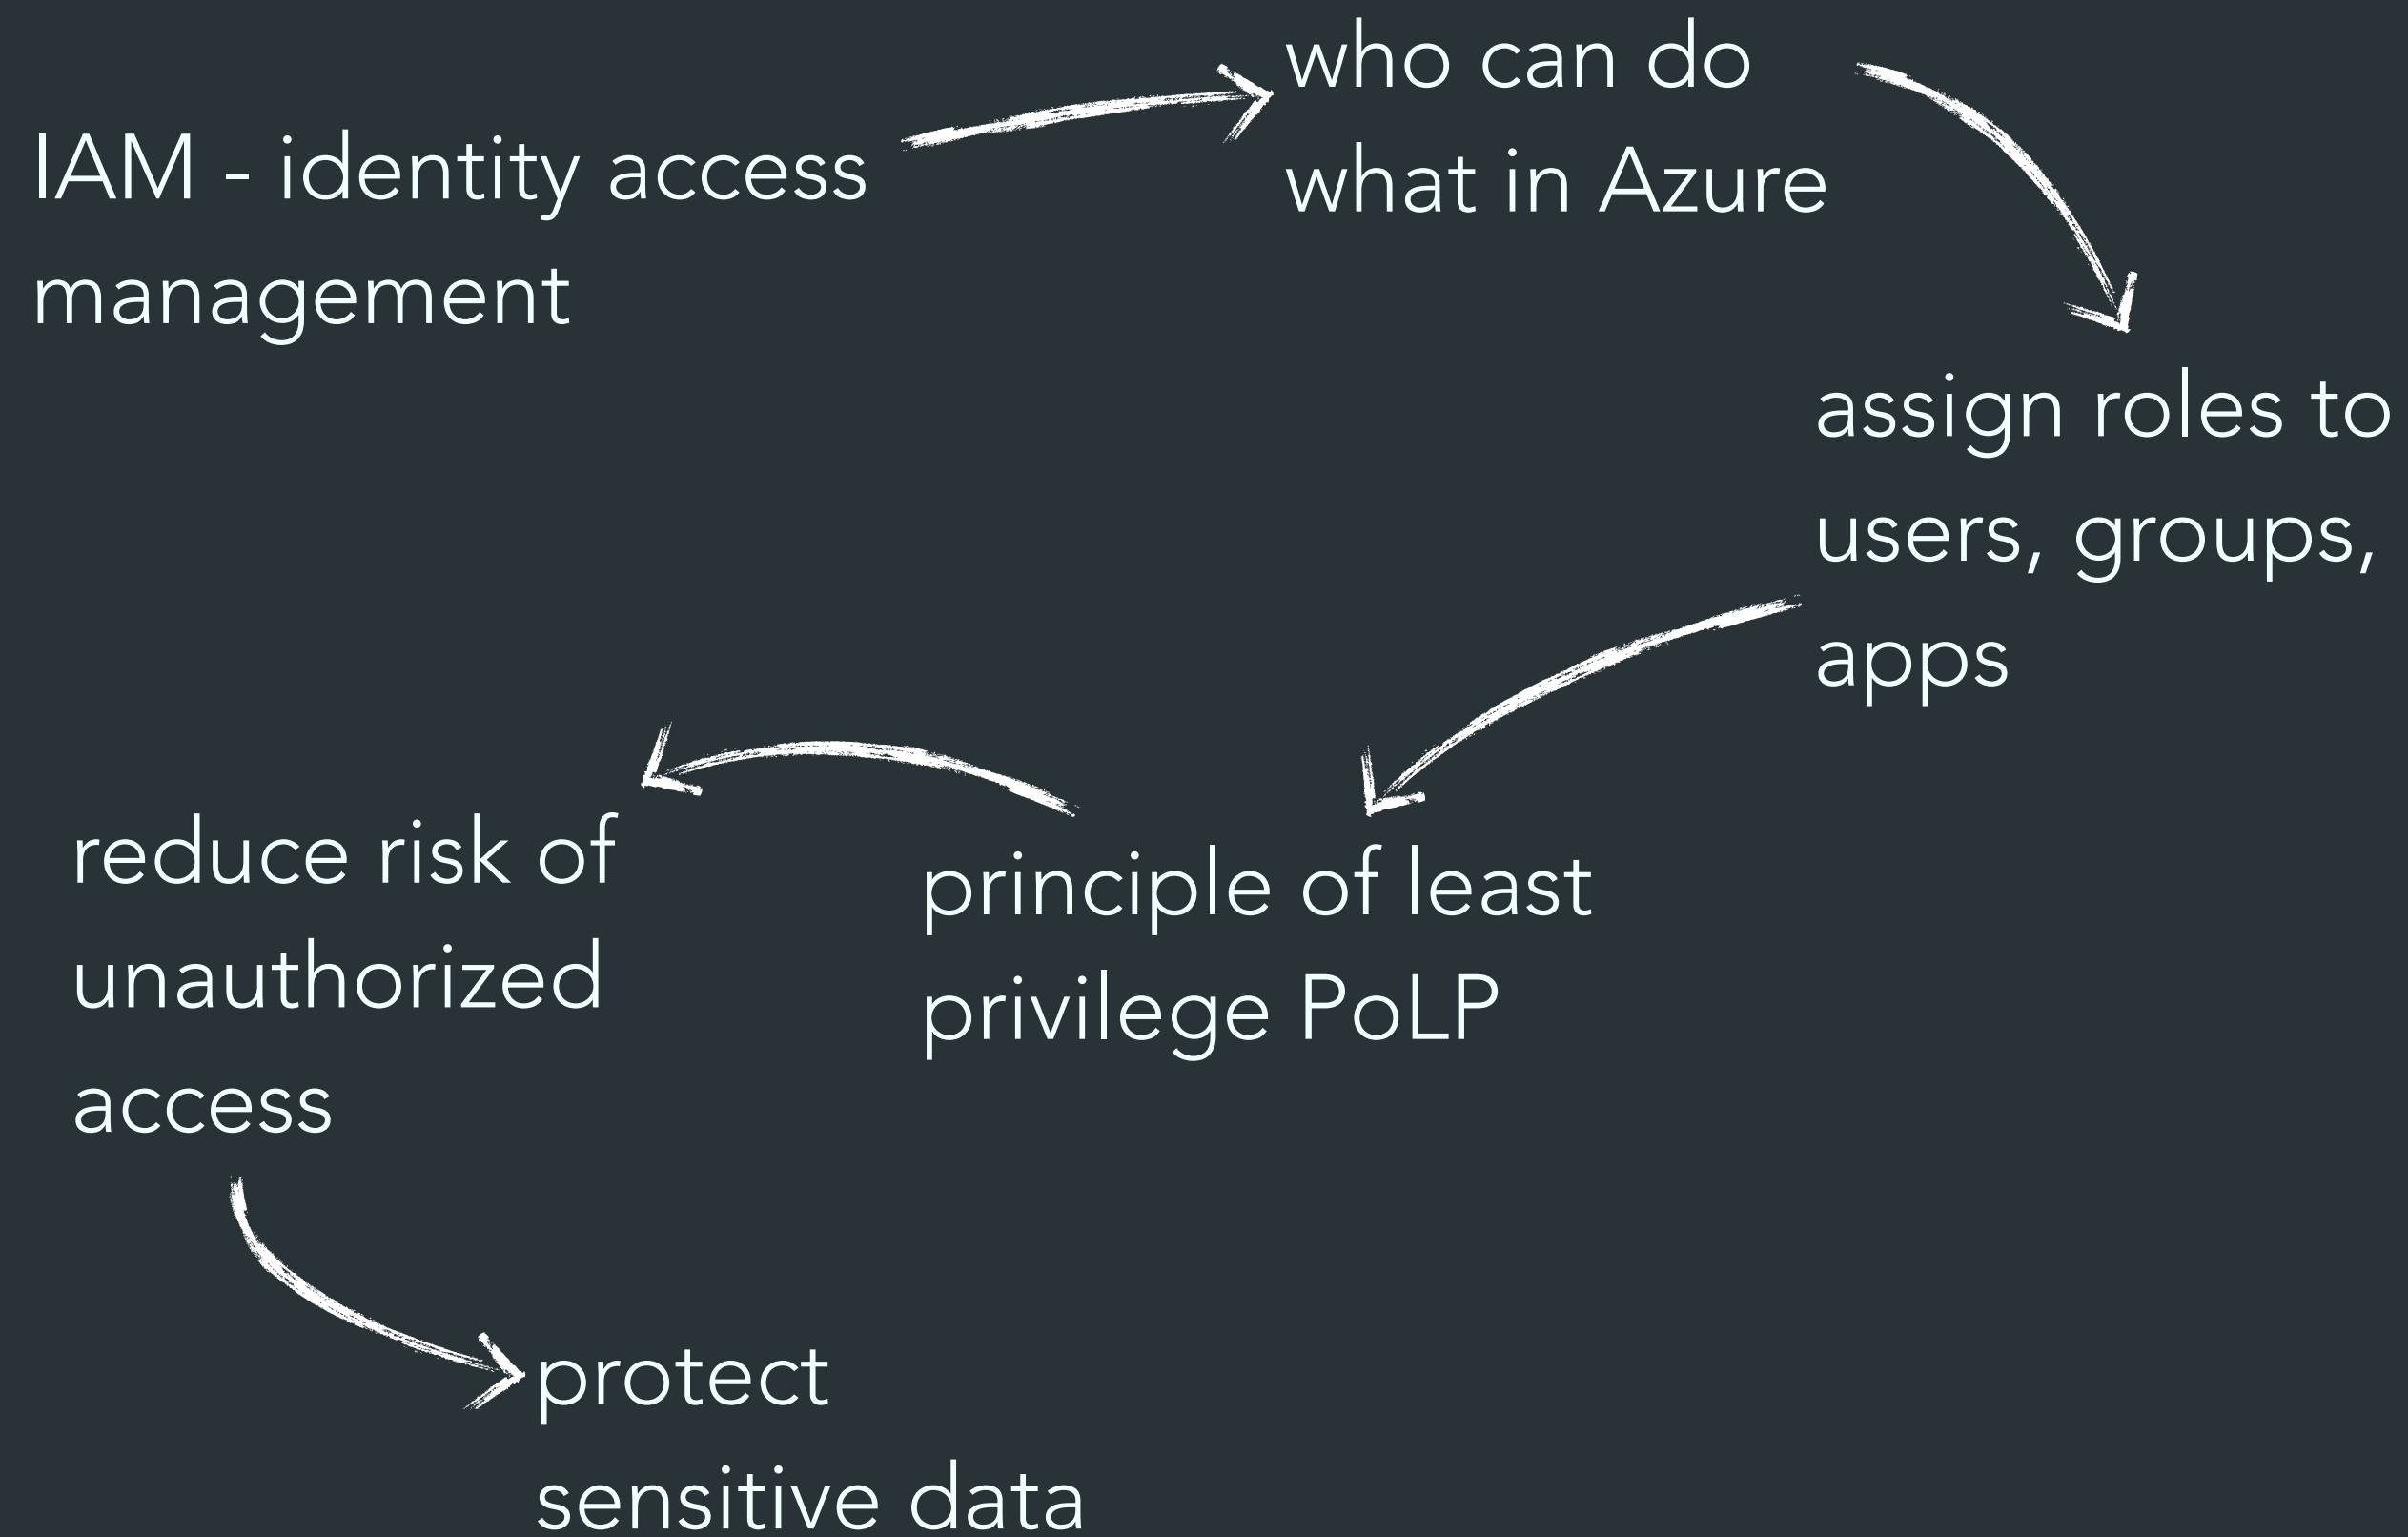 IAM - identity access
management
who can do
what in Azure
assign roles to
users, groups,
apps
principle of least
privilege PoLP
reduce risk of
unauthorized
access
protect
sensitive data